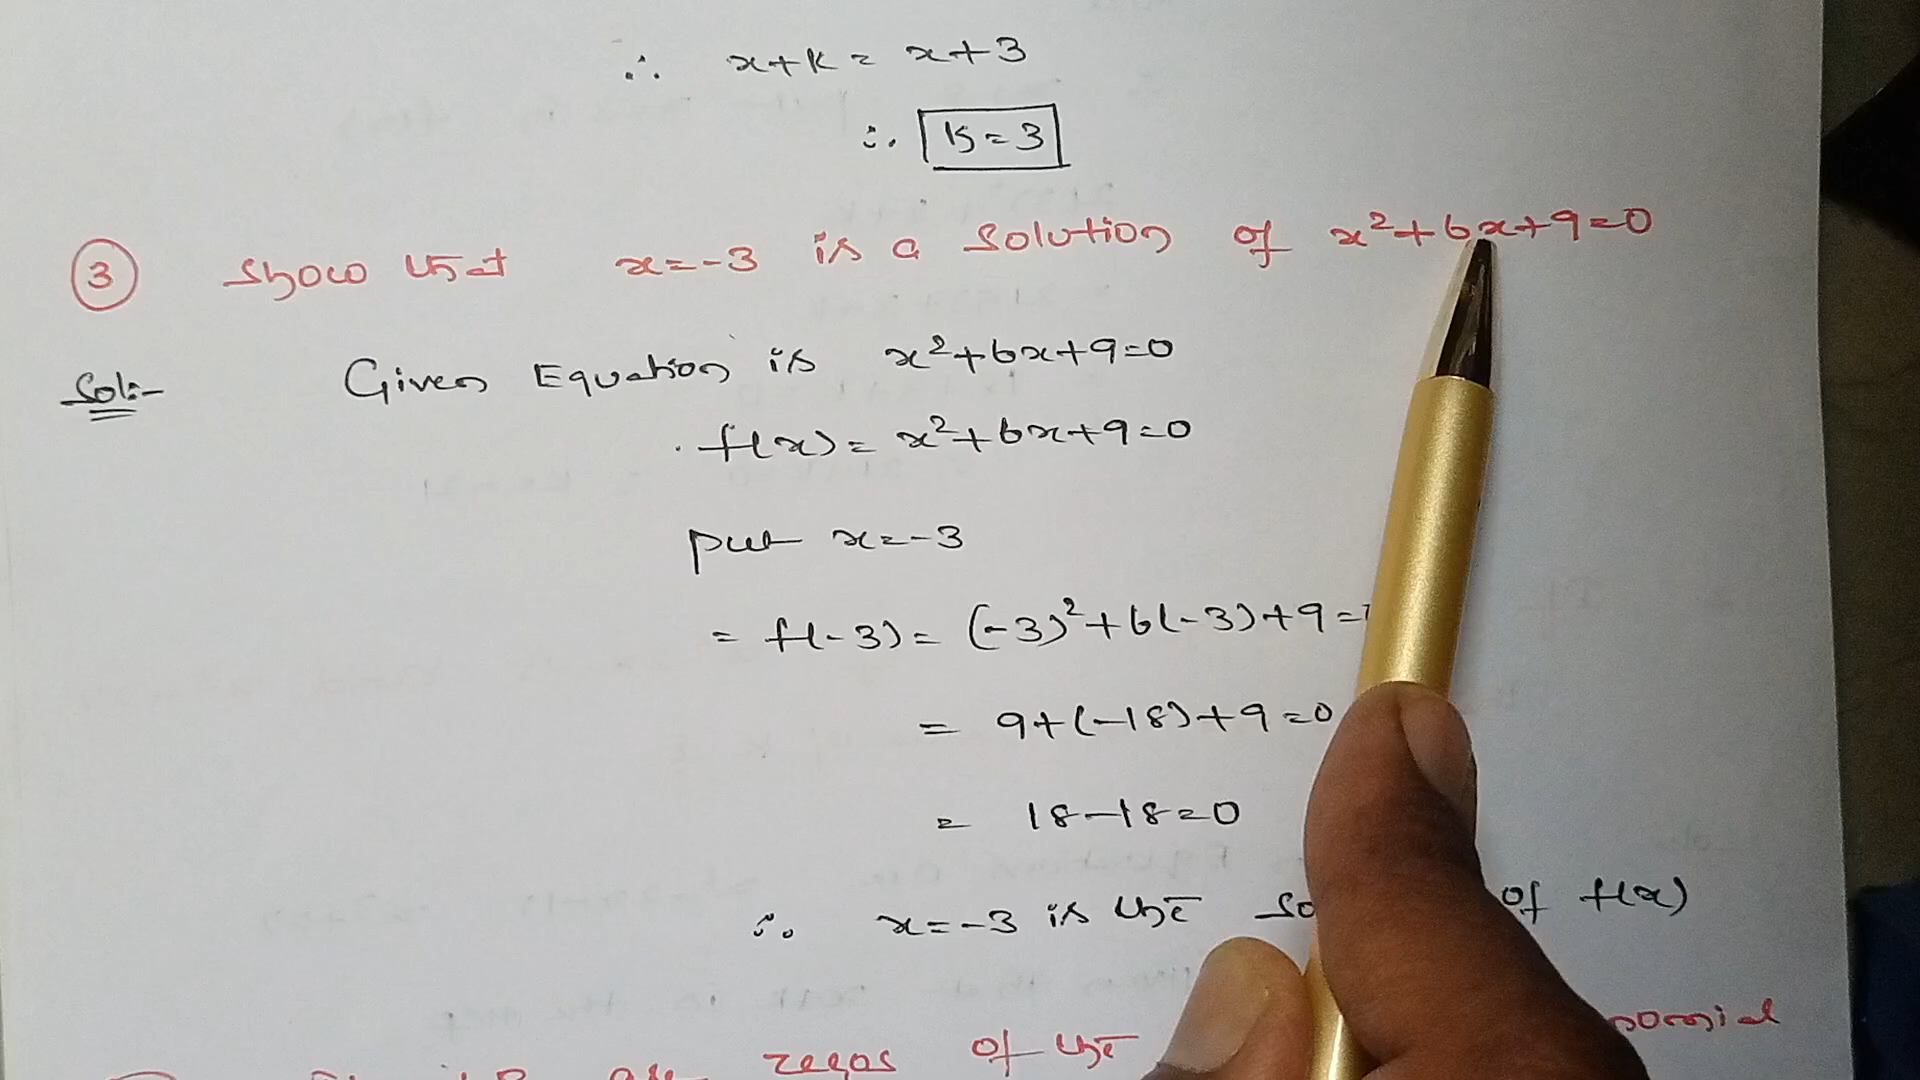 ∴ x+k = x+3
∴ k=3
③ Show that x=-3 is a solution of x²+6x+9=0
Sol:- Given Equation is x²+6x+9=0
f(x)= x²+6x+9=0
put x=-3
= f(-3)= (-3)²+6(-3)+9=
= 9+(-18)+9=0
= 18-18=0
∴ x=-3 is the of f(x)
zeros of the